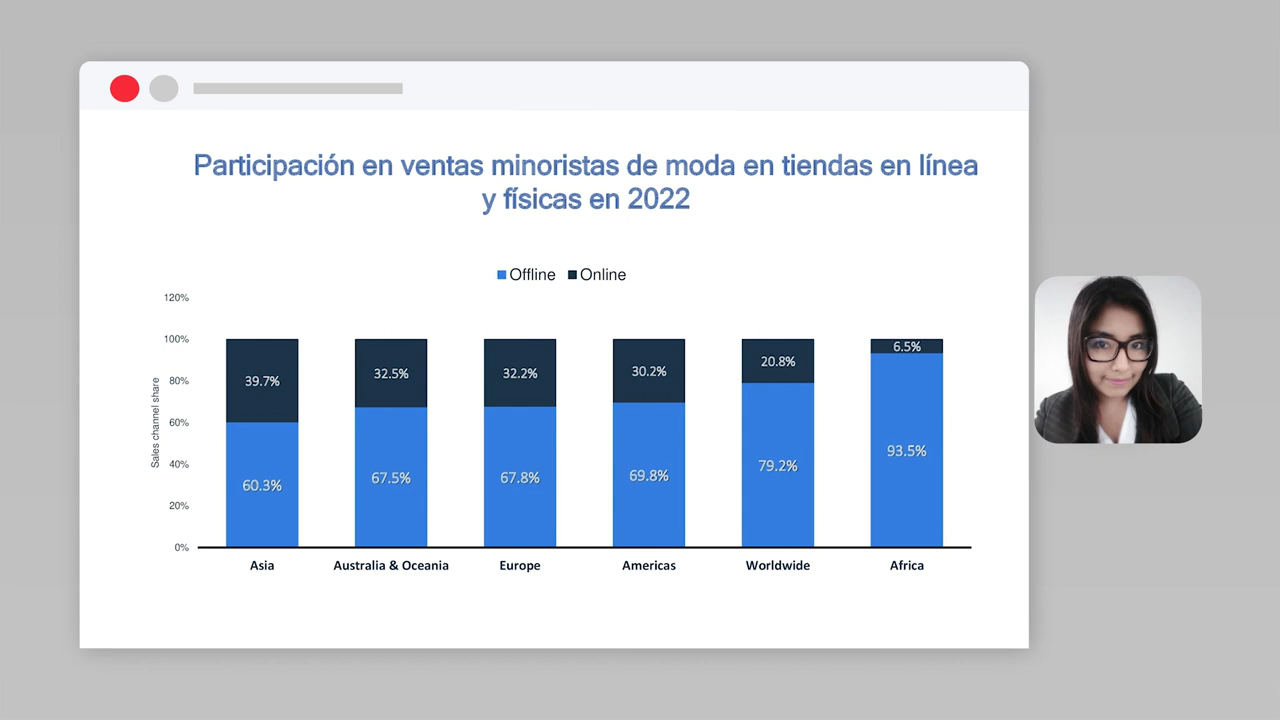 Participación en ventas minoristas de moda en tiendas en línea
y físicas en 2022
Offline Online
120%
100%
80%
60%
40%
20%
0%
Sales channel share
39.7% 32.5% 32.2% 30.2% 20.8% 6.5%
60.3% 67.5% 67.8% 69.8% 79.2% 93.5%
Asia Australia & Oceania Europe Americas Worldwide Africa